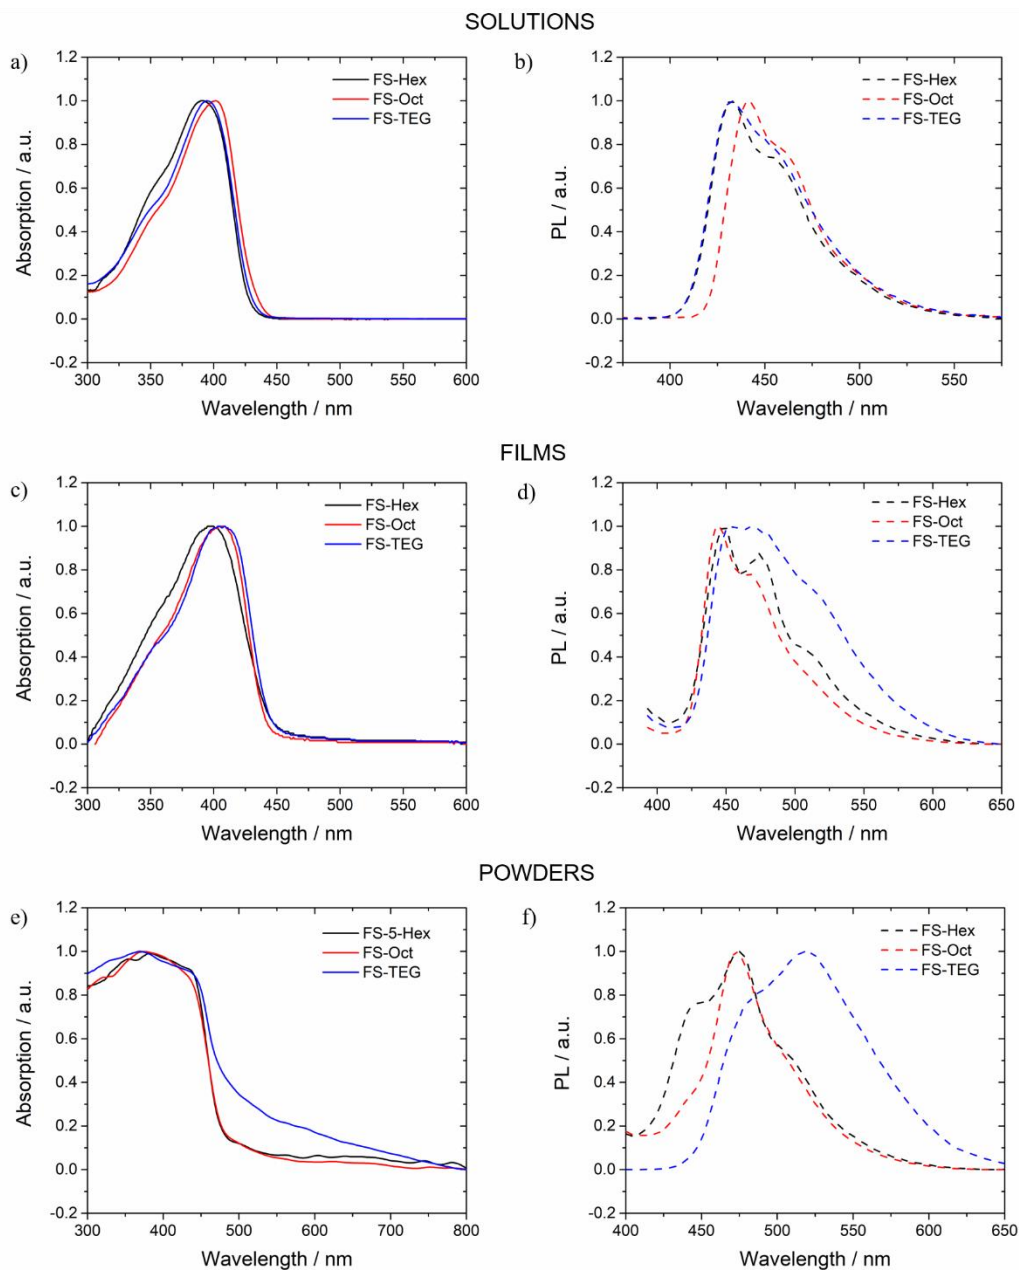 SOLUTIONS
a)
1.2
1.0
0.8
0.6
0.4
0.2
0.0
-0.2
Absorption / a.u.
FS-Hex
FS-Oct
FS-TEG
300 350 400 450 500 550 600
Wavelength / nm
b)
1.2
1.0
0.8
0.6
0.4
0.2
0.0
-0.2
PL / a.u.
FS-Hex
FS-Oct
FS-TEG
400 450 500 550
Wavelength / nm
FILMS
c)
1.2
1.0
0.8
0.6
0.4
0.2
0.0
-0.2
Absorption / a.u.
FS-Hex
FS-Oct
FS-TEG
300 350 400 450 500 550 600
Wavelength / nm
d)
1.2
1.0
0.8
0.6
0.4
0.2
0.0
-0.2
PL / a.u.
FS-Hex
FS-Oct
FS-TEG
400 450 500 550 600 650
Wavelength / nm
POWDERS
e)
1.2
1.0
0.8
0.6
0.4
0.2
0.0
-0.2
Absorption / a.u.
FS-5-Hex
FS-Oct
FS-TEG
300 400 500 600 700 800
Wavelength / nm
f)
1.2
1.0
0.8
0.6
0.4
0.2
0.0
-0.2
PL / a.u.
FS-Hex
FS-Oct
FS-TEG
400 450 500 550 600 650
Wavelength / nm